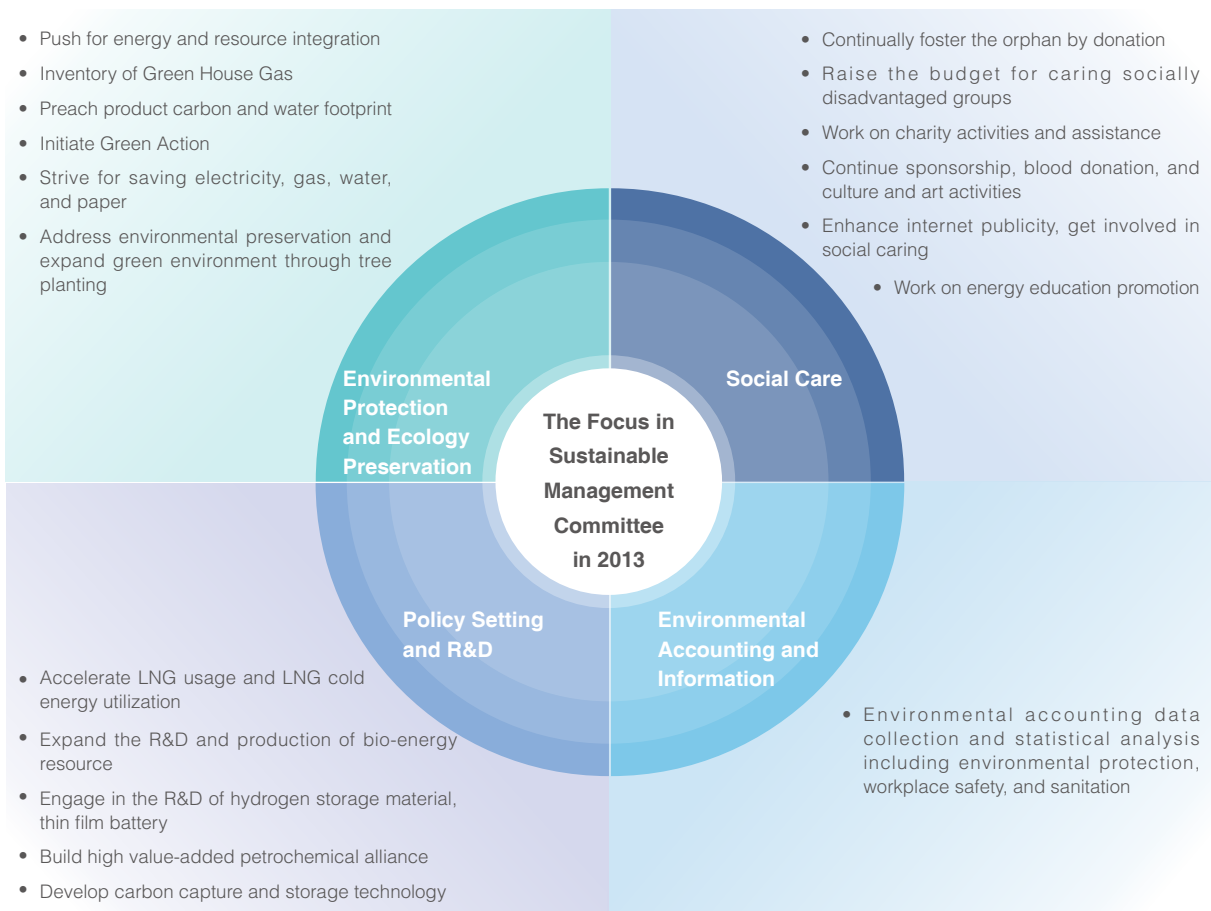 • Push for energy and resource integration
• Inventory of Green House Gas
• Preach product carbon and water footprint
• Initiate Green Action
• Strive for saving electricity, gas, water,
and paper
• Address environmental preservation and
expand green environment through tree
planting
• Continually foster the orphan by donation
• Raise the budget for caring socially
disadvantaged groups
• Work on charity activities and assistance
• Continue sponsorship, blood donation, and
culture and art activities
• Enhance internet publicity, get involved in
social caring
• Work on energy education promotion
Environmental
Protection
and Ecology
Preservation
Social Care
The Focus in
Sustainable
Management
Committee
in 2013
Policy Setting
and R&D
Environmental
Accounting and
Information
• Accelerate LNG usage and LNG cold
energy utilization
• Expand the R&D and production of bio-energy
resource
• Engage in the R&D of hydrogen storage material,
thin film battery
• Build high value-added petrochemical alliance
• Develop carbon capture and storage technology
• Environmental accounting data
collection and statistical analysis
including environmental protection,
workplace safety, and sanitation